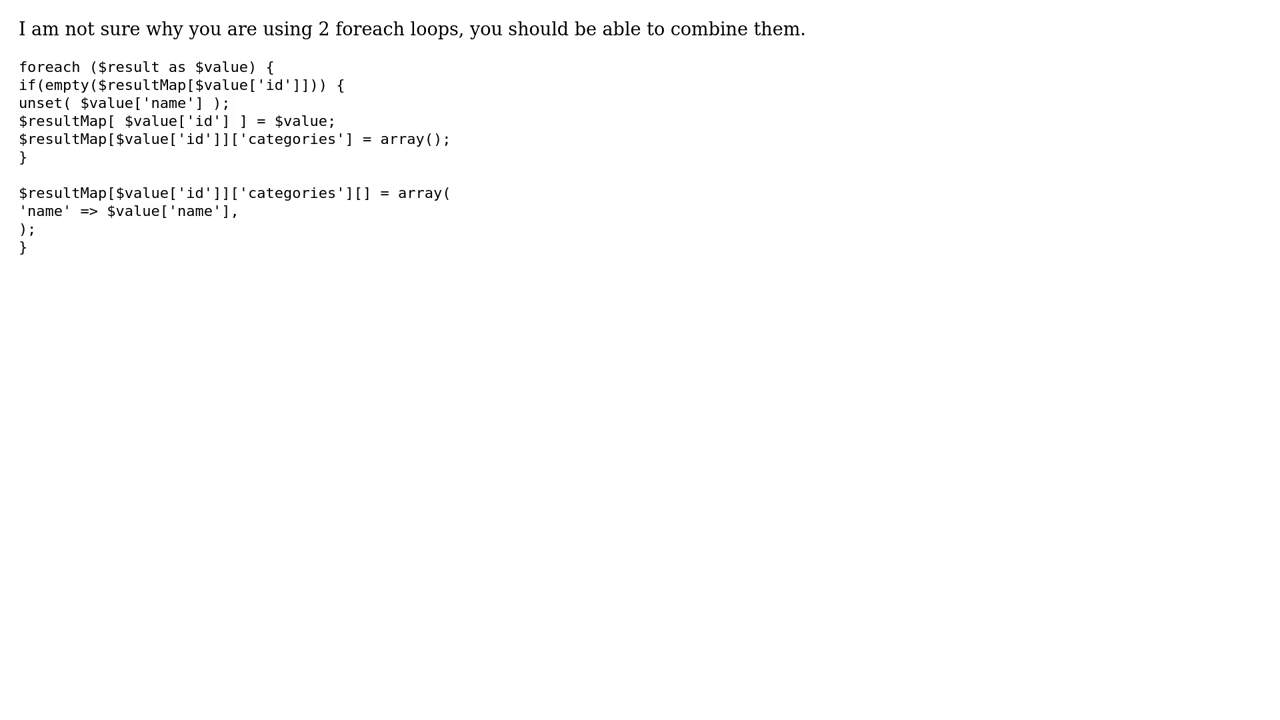 I am not sure why you are using 2 foreach loops, you should be able to combine them.
foreach ($result as $value) {
if(empty($resultMap[$value['id']])) {
unset( $value['name'] );
$resultMap[ $value['id'] ] = $value;
$resultMap[$value['id']]['categories'] = array();
}

$resultMap[$value['id']]['categories'][] = array(
'name' => $value['name'],
);
}